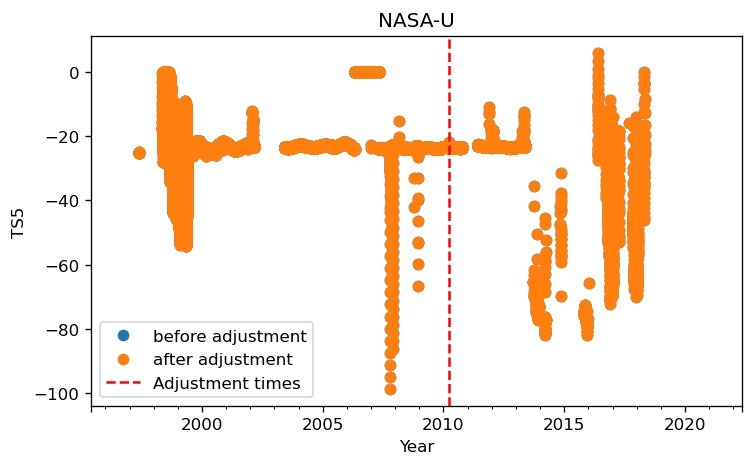 NASA-U
TS5
0
−20
−40
−60
−80
−100
before adjustment
after adjustment
Adjustment times
2000 2005 2010 2015 2020
Year